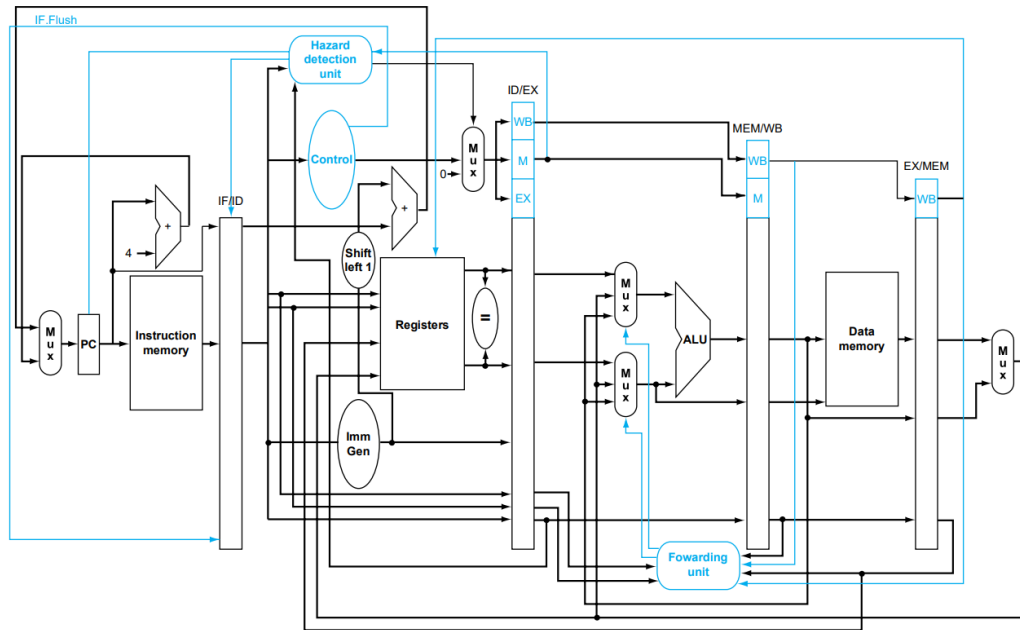 IF.Flush
Hazard
detection
unit
ID/EX
WB
M
EX
Control
0
M
u
x
MEM/WB
WB
M
EX/MEM
WB
IF/ID
+
4
+
Shift
left 1
M
u
x
PC
Instruction
memory
Registers
=
M
u
x
M
u
x
ALU
Data
memory
M
u
x
Imm
Gen
Fowarding
unit